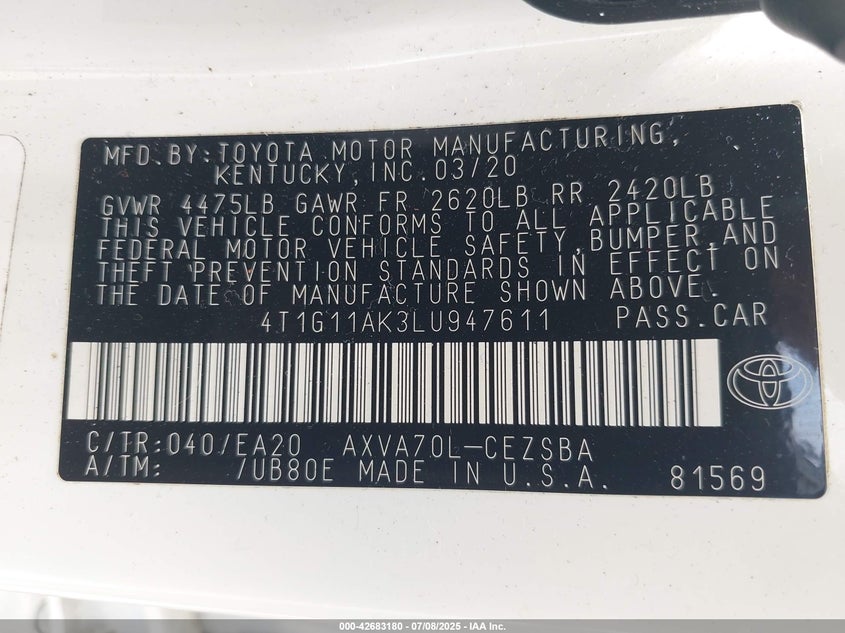 MFD.BY:TOYOTA MOTOR MANUFACTURING,
KENTUCKY,INC.03/20
GVWR 4475LB GAWR FR 2620LB RR 2420LB
THIS VEHICLE CONFORMS TO ALL APPLICABLE
FEDERAL MOTOR VEHICLE SAFETY,BUMPER,AND
THEFT PREVENTION STANDARDS IN EFFECT ON
THE DATE OF MANUFACTURE SHOWN ABOVE.
4T1G11AK3LU947611 PASS.CAR
C/TR:040/EA20 AXVA70L-CEZSBA
A/TM: /UB80E MADE IN U.S.A. 81569
000-42683180 - 07/08/2025 - IAA Inc.